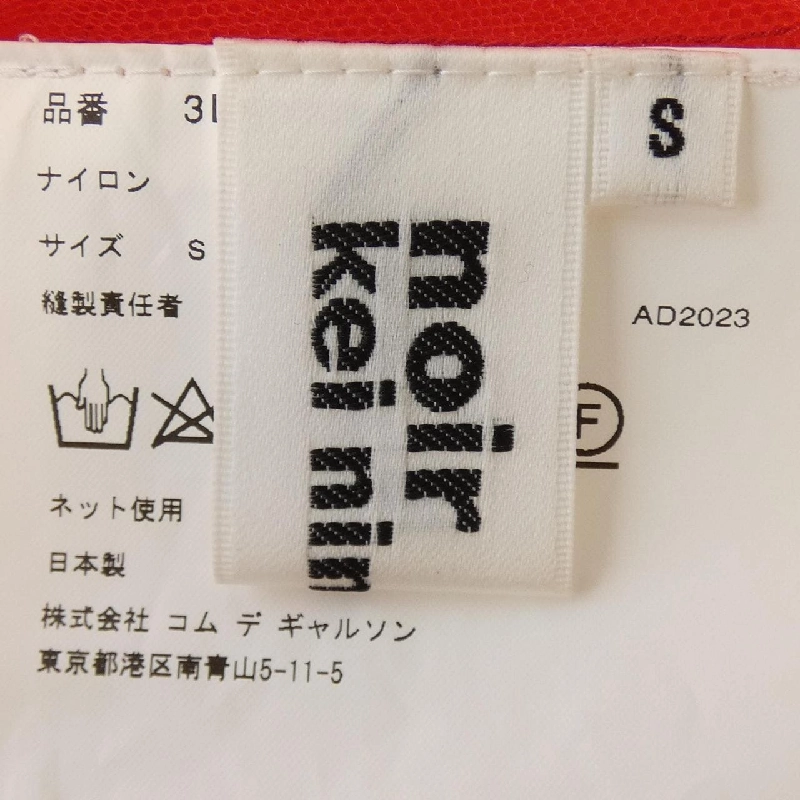 品番 3L
ナイロン
サイズ S
縫製責任者
noir
kei nin
S
AD2023
F
ネット使用
日本製
株式会社 コム デ ギャルソン
東京都港区南青山5-11-5